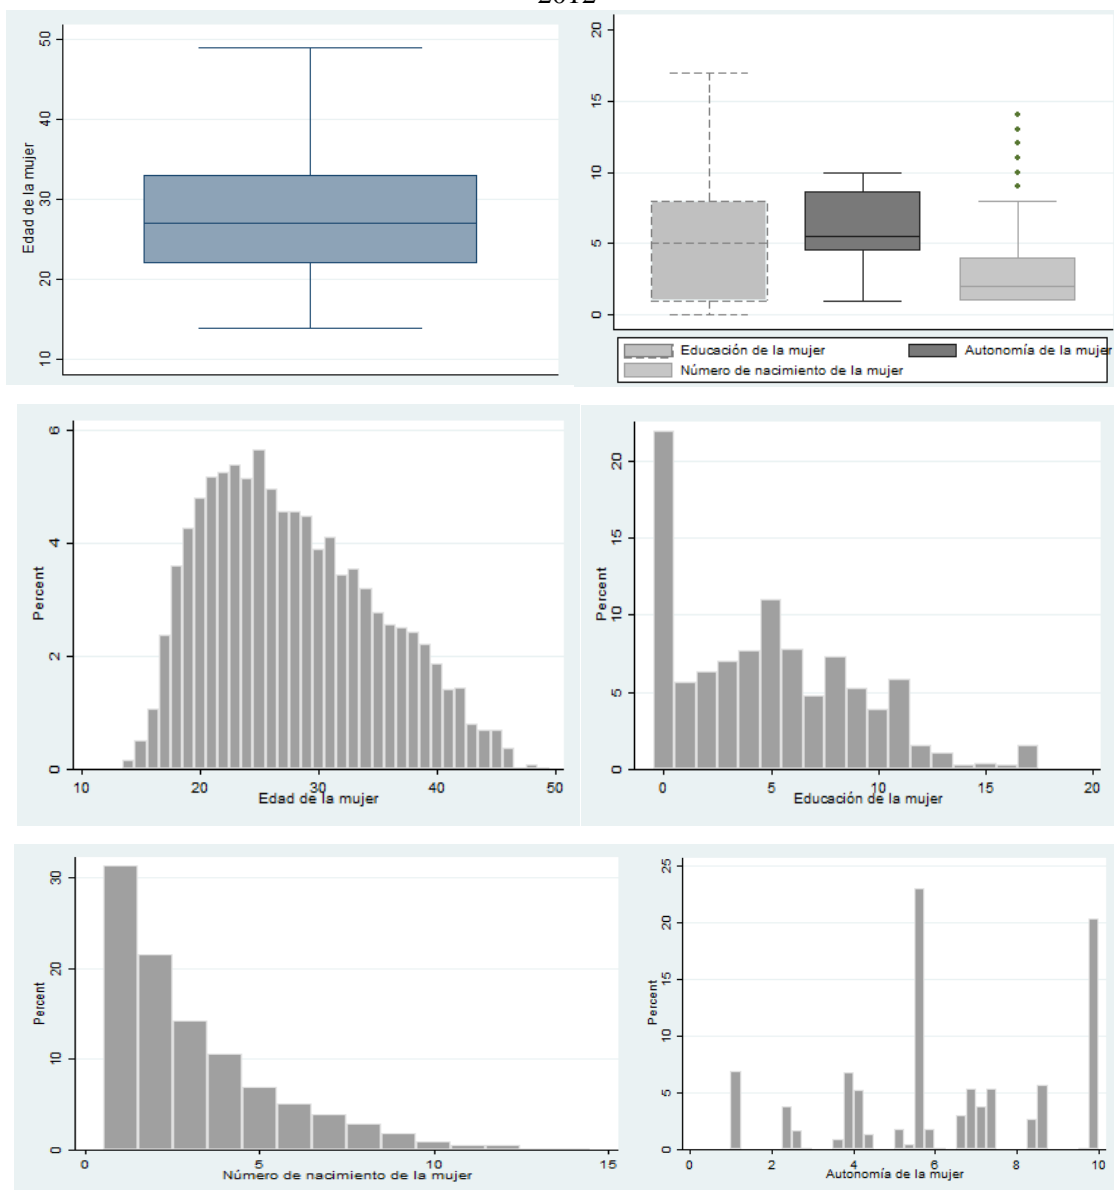 2012
Edad de la mujer
50
40
30
20
10
20
15
10
5
0
Educación de la mujer
Autonomía de la mujer
Número de nacimiento de la mujer
Percent
6
4
2
0
10 20 30 40 50
Edad de la mujer
Percent
20
15
10
5
0
0 5 10 15 20
Educación de la mujer
Percent
30
20
10
0
0 5 10 15
Número de nacimiento de la mujer
Percent
25
20
15
10
5
0
0 2 4 6 8 10
Autonomía de la mujer